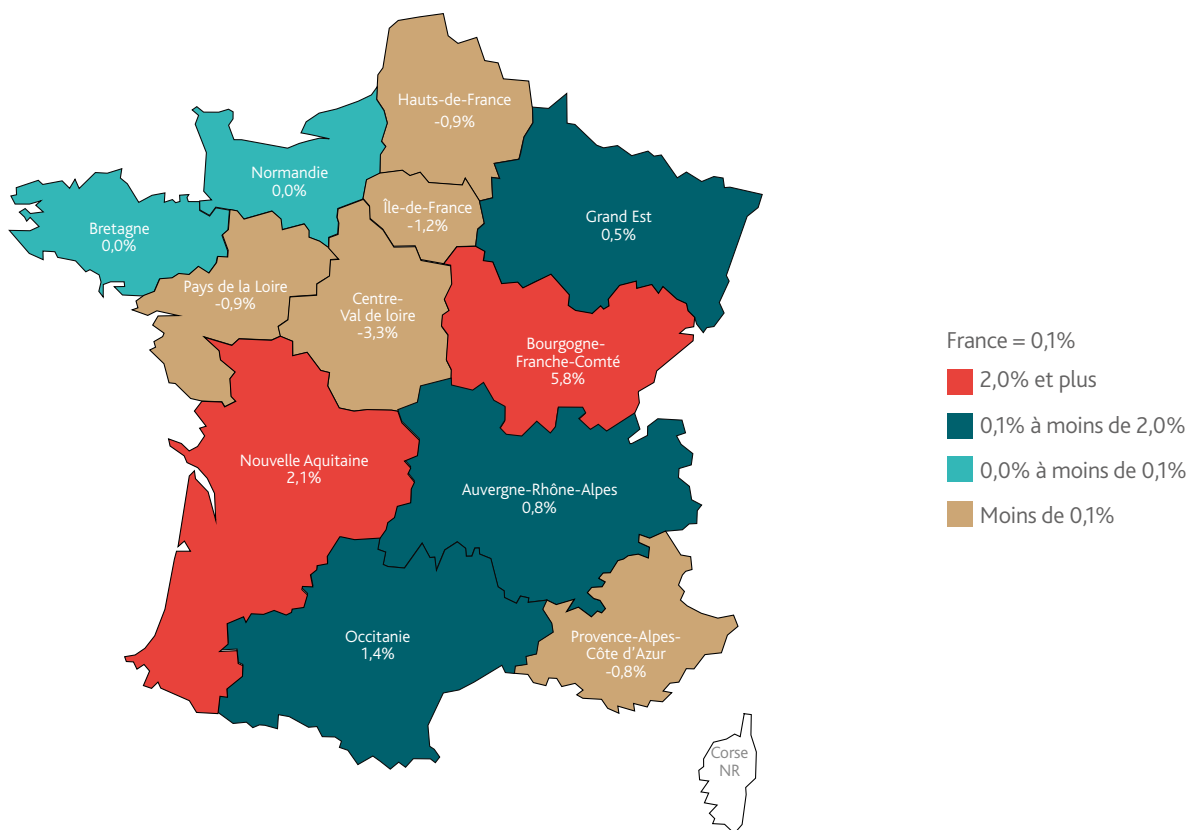 Hauts-de-France
-0,9%
Normandie
0,0%
Île-de-France
-1,2%
Grand Est
0,5%
Bretagne
0,0%
Pays de la Loire
-0,9%
Centre-
Val de loire
-3,3%
Bourgogne-
Franche-Comté
5,8%
Nouvelle Aquitaine
2,1%
Auvergne-Rhône-Alpes
0,8%
Occitanie
1,4%
Provence-Alpes-
Côte d'Azur
-0,8%
Corse
NR
France = 0,1%
2,0% et plus
0,1% à moins de 2,0%
0,0% à moins de 0,1%
Moins de 0,1%